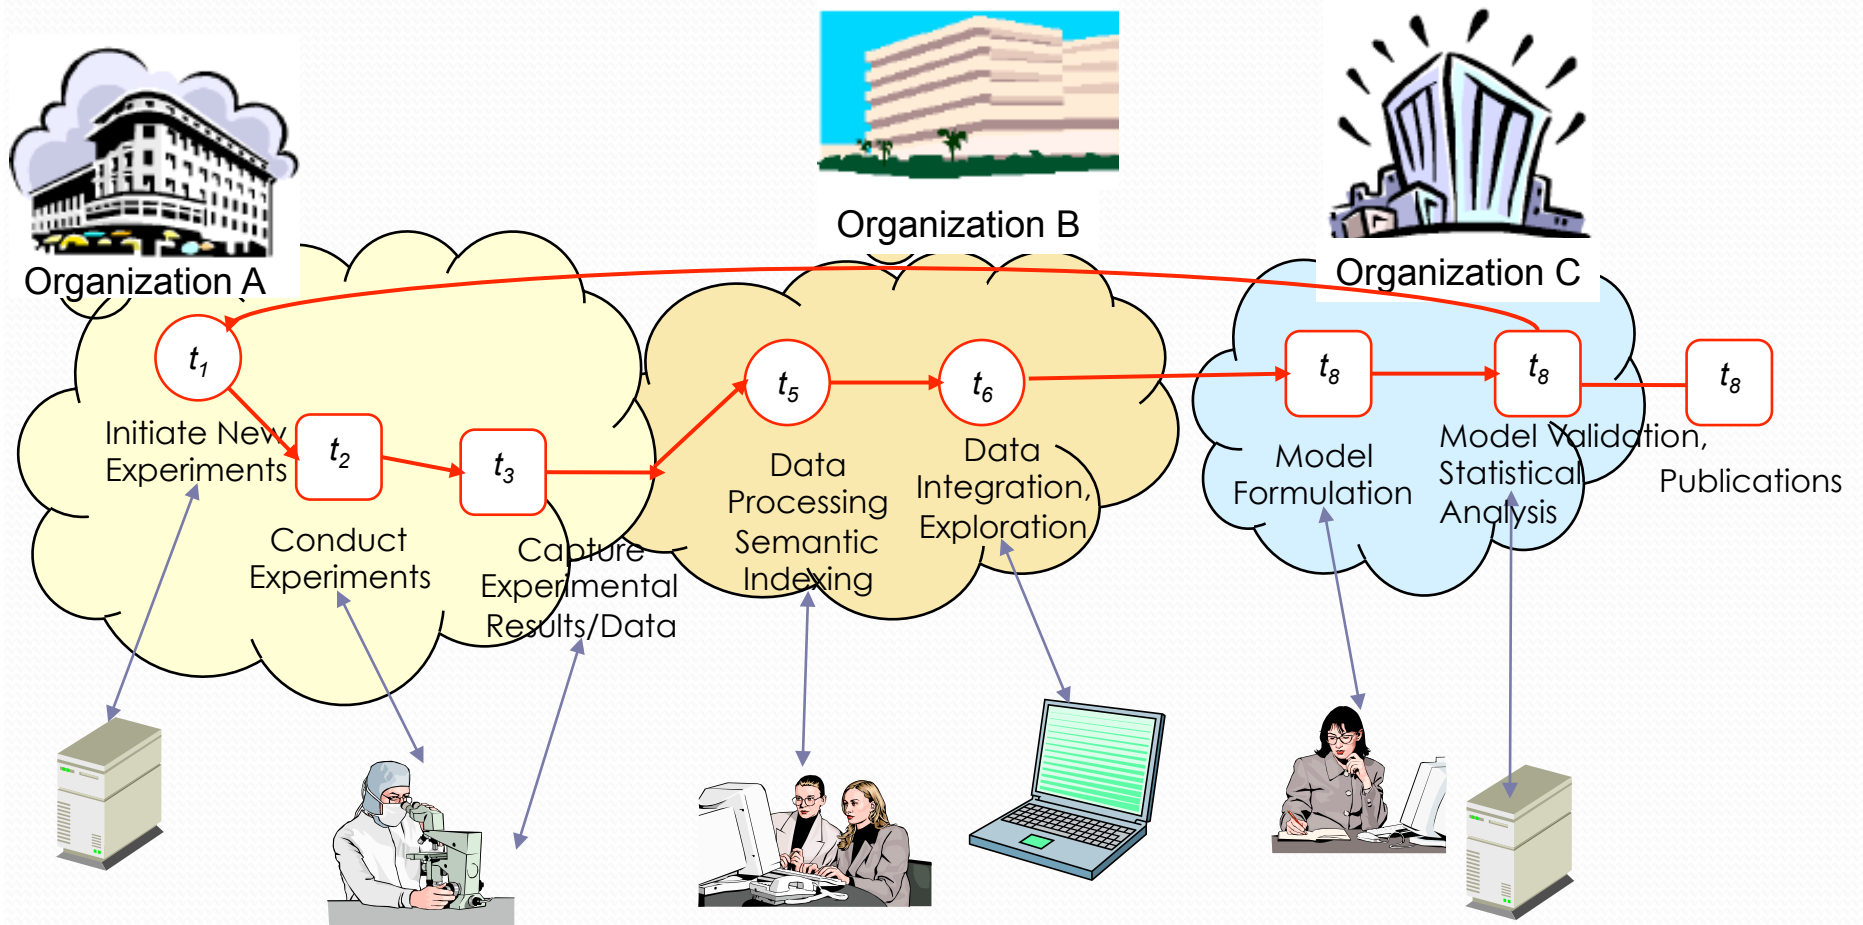 Organization A
Organization B
Organization C
t1
t2
t3
t5
t6
t8
t8
t8
Initiate New
Experiments
Conduct
Experiments
Capture
Experimental
Results/Data
Data
Processing
Semantic
Indexing
Data
Integration,
Exploration
Model
Formulation
Model Validation,
Statistical
Analysis
Publications